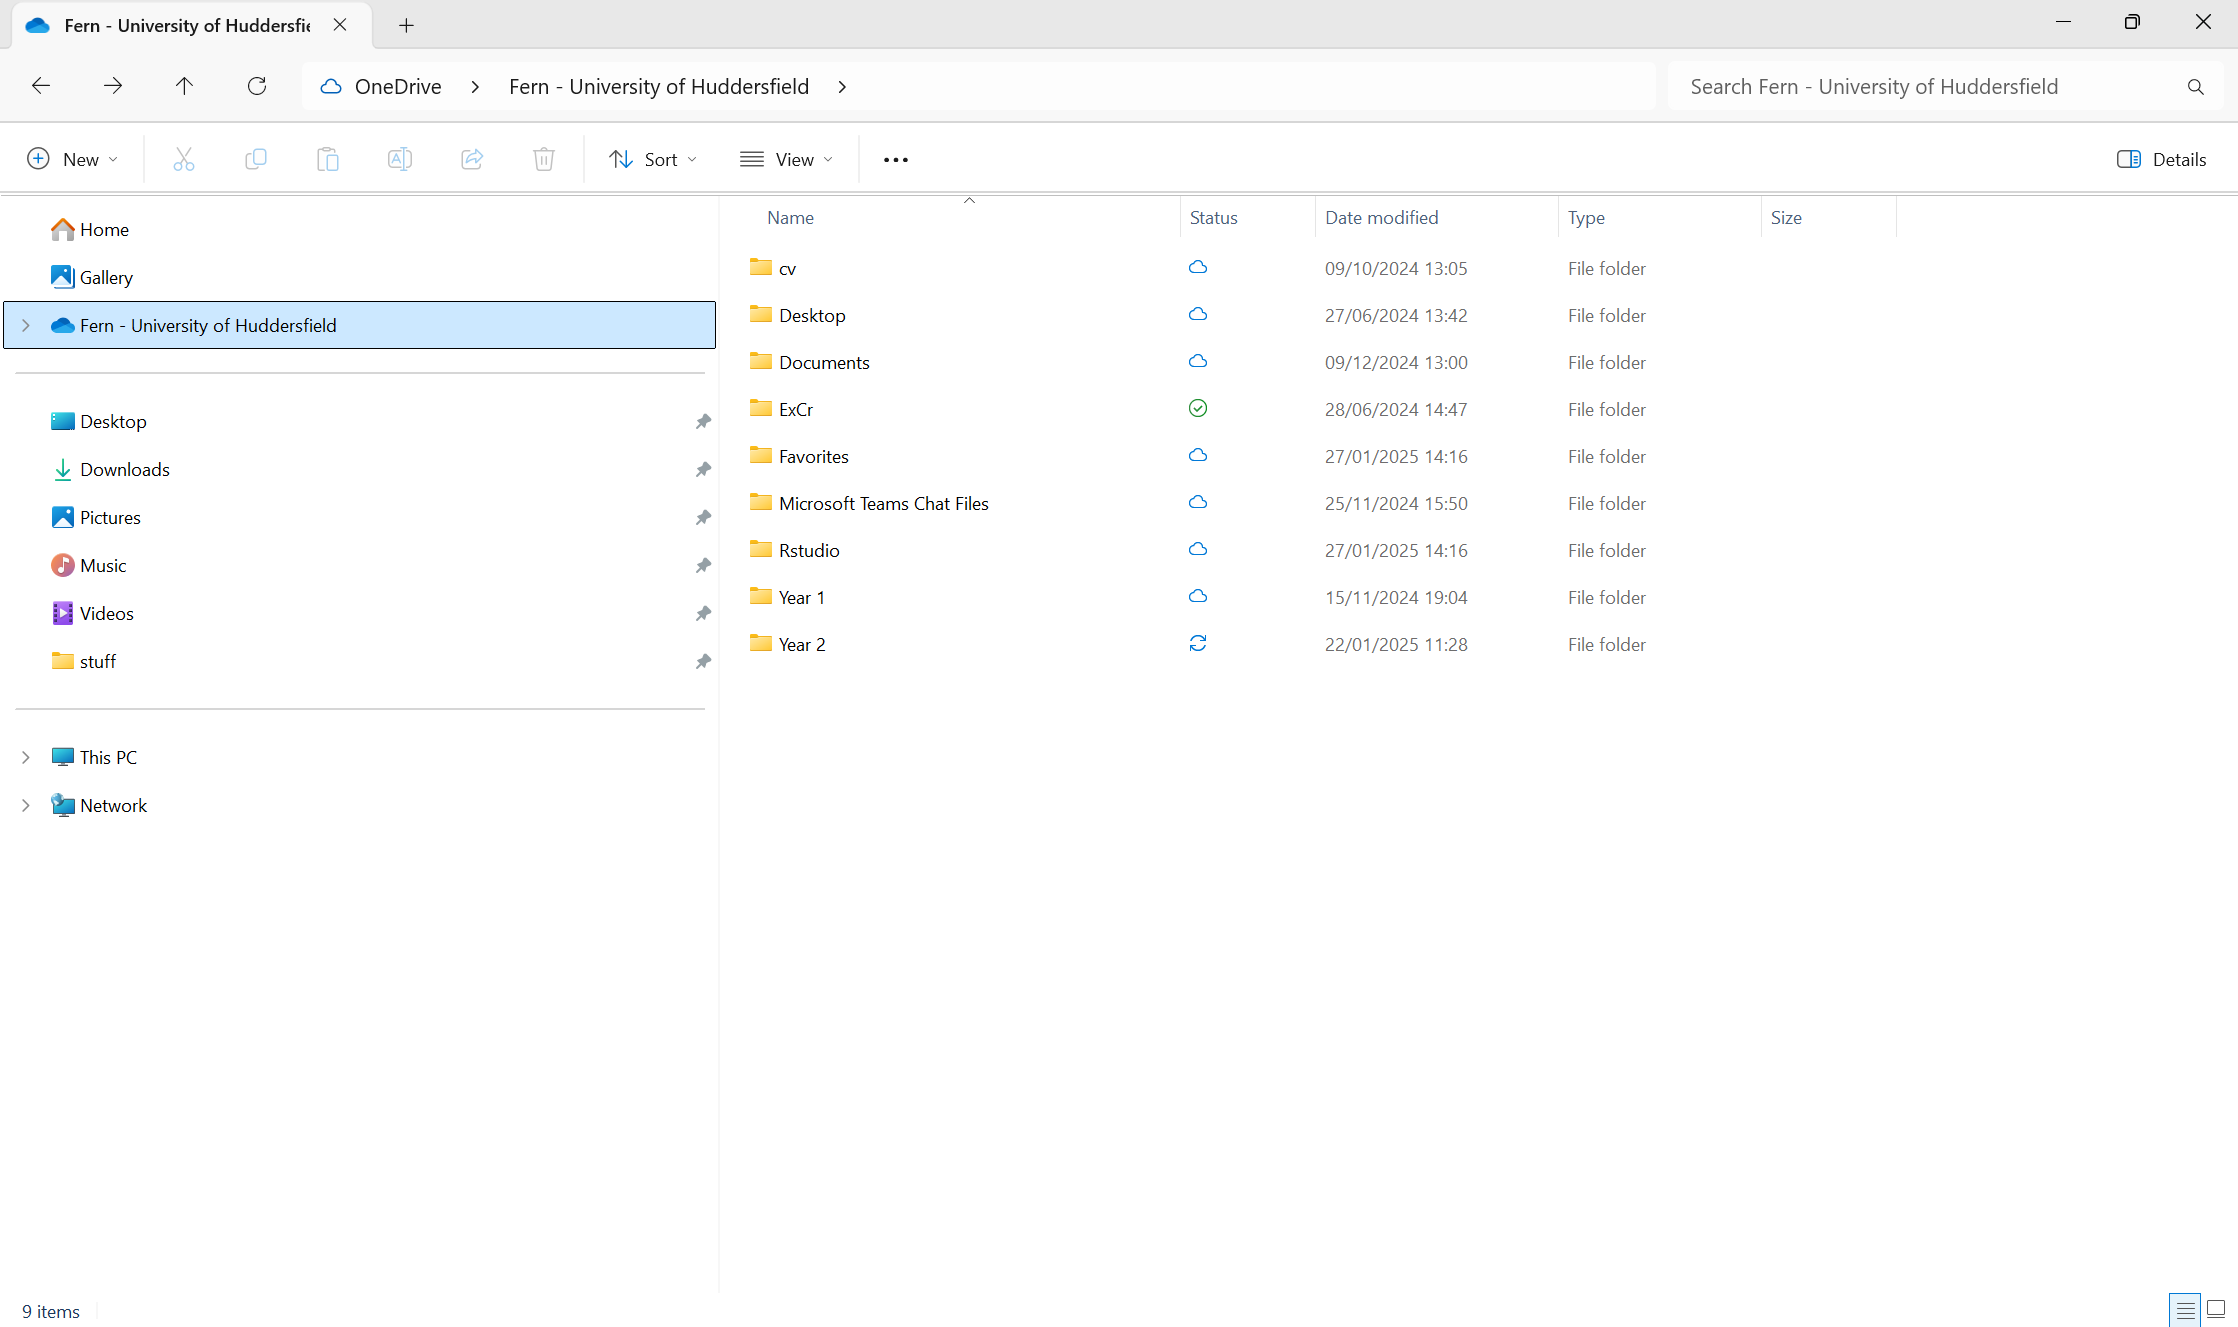 Fern - University of Huddersfie
OneDrive > Fern - University of Huddersfield >
Search Fern - University of Huddersfield
New
Sort
View
Details
Home
Gallery
Fern - University of Huddersfield
Desktop
Downloads
Pictures
Music
Videos
stuff
This PC
Network
Name Status Date modified Type Size
cv 09/10/2024 13:05 File folder
Desktop 27/06/2024 13:42 File folder
Documents 09/12/2024 13:00 File folder
ExCr 28/06/2024 14:47 File folder
Favorites 27/01/2025 14:16 File folder
Microsoft Teams Chat Files 25/11/2024 15:50 File folder
Rstudio 27/01/2025 14:16 File folder
Year 1 15/11/2024 19:04 File folder
Year 2 22/01/2025 11:28 File folder
9 items